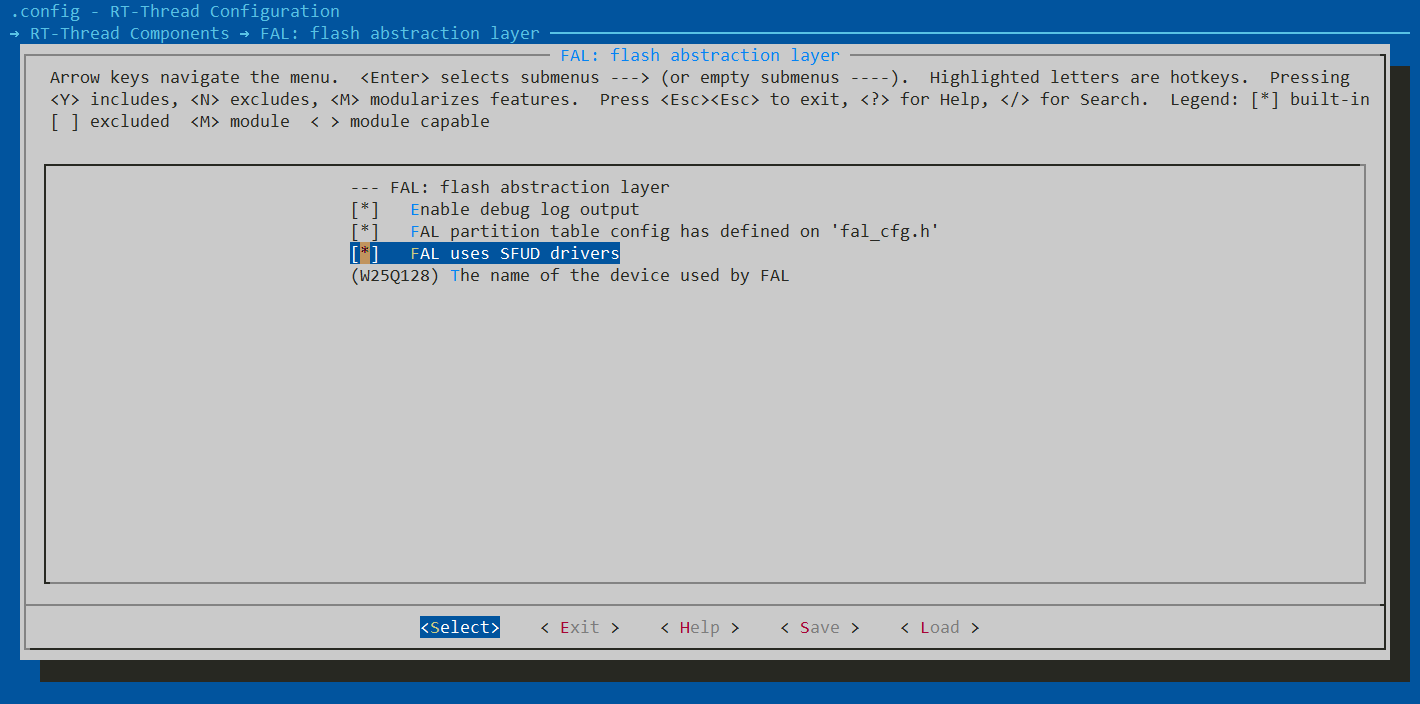 .config - RT-Thread Configuration
→ RT-Thread Components → FAL: flash abstraction layer
FAL: flash abstraction layer
Arrow keys navigate the menu.  <Enter> selects submenus ---> (or empty submenus ----).  Highlighted letters are hotkeys.  Pressing
<Y> includes, <N> excludes, <M> modularizes features.  Press <Esc><Esc> to exit, <?> for Help, </> for Search.  Legend: [*] built-in
[ ] excluded  <M> module  < > module capable
--- FAL: flash abstraction layer
[*]   Enable debug log output
[*]   FAL partition table config has defined on 'fal_cfg.h'
[*]   FAL uses SFUD drivers
(W25Q128) The name of the device used by FAL
<Select>    < Exit >    < Help >    < Save >    < Load >